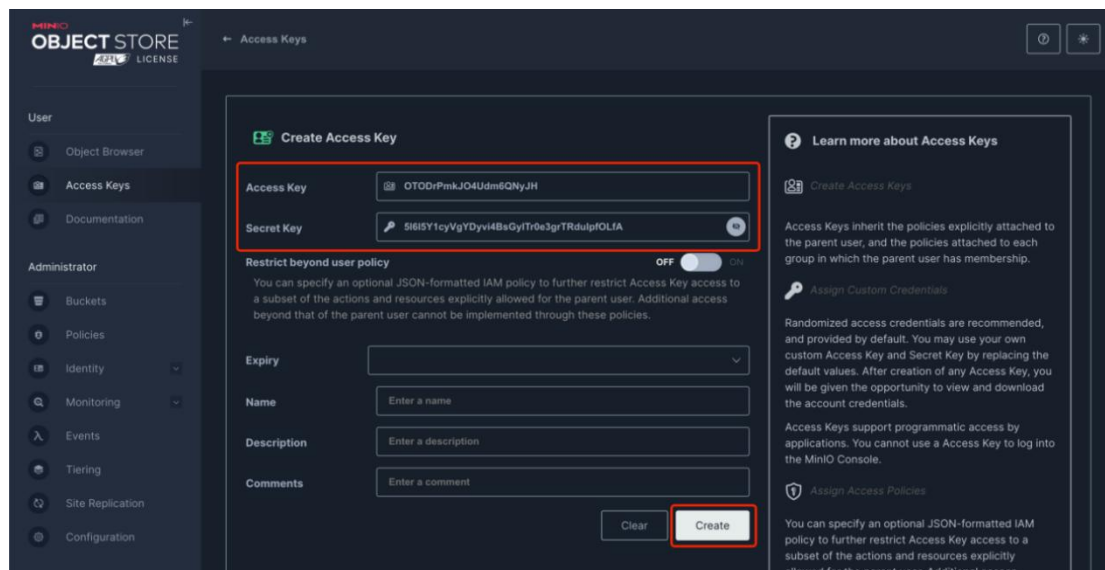 MINIO
OBJECT STORE
LICENSE
User
Object Browser
Access Keys
Documentation
Administrator
Buckets
Policies
Identity
Monitoring
Events
Tiering
Site Replication
Configuration
← Access Keys
Create Access Key
Access Key
OTODrPmkJO4Udm6QNyJH
Secret Key
5I6I5Y1cyVgYDyvi4BsGyITr0e3grTRdulpfOLfA
Restrict beyond user policy
OFF
ON
You can specify an optional JSON-formatted IAM policy to further restrict Access Key access to
a subset of the actions and resources explicitly allowed for the parent user. Additional access
beyond that of the parent user cannot be implemented through these policies.
Expiry
Name
Enter a name
Description
Enter a description
Comments
Enter a comment
Clear
Create
Learn more about Access Keys
Create Access Keys
Access Keys inherit the policies explicitly attached to
the parent user, and the policies attached to each
group in which the parent user has membership.
Assign Custom Credentials
Randomized access credentials are recommended,
and provided by default. You may use your own
custom Access Key and Secret Key by replacing the
default values. After creation of any Access Key, you
will be given the opportunity to view and download
the account credentials.
Access Keys support programmatic access by
applications. You cannot use a Access Key to log into
the MinIO Console.
Assign Access Policies
You can specify an optional JSON-formatted IAM
policy to further restrict Access Key access to a
subset of the actions and resources explicitly